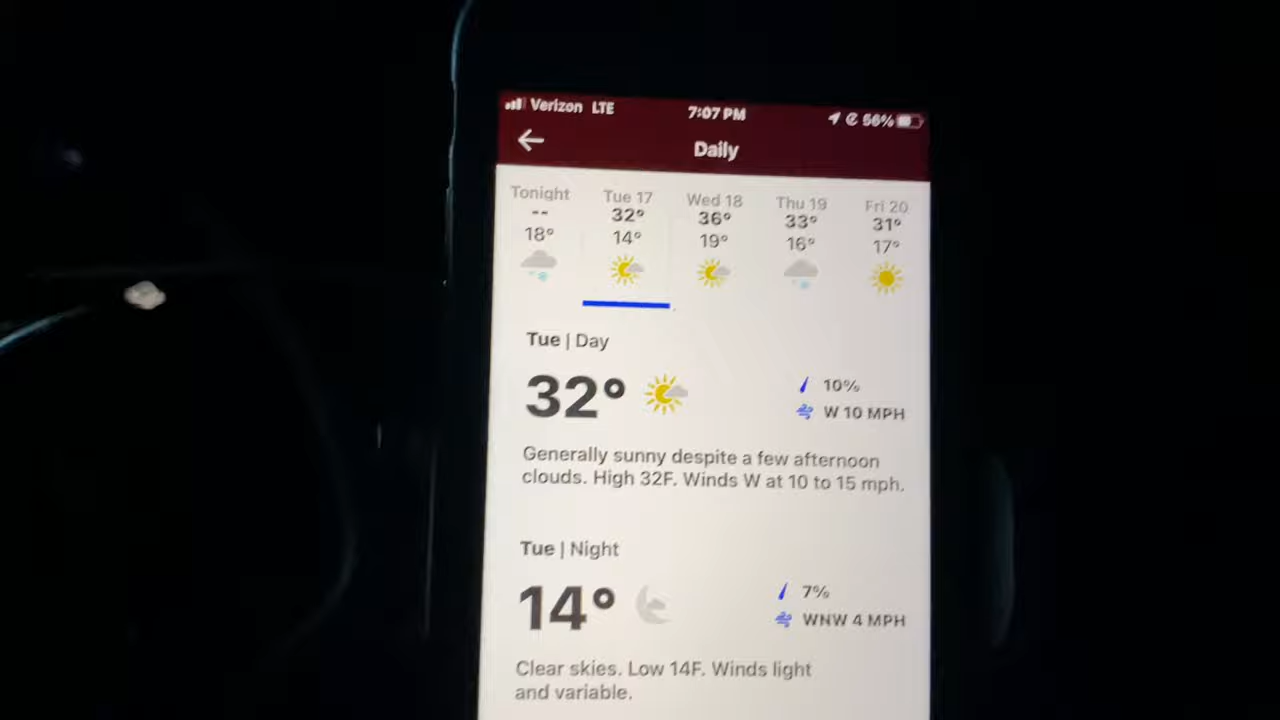 Verizon LTE 7:07 PM 56%
Daily
Tonight Tue 17 Wed 18 Thu 19 Fri 20
-- 32° 36° 33° 31°
18° 14° 19° 16° 17°
Tue | Day
32° 10%
W 10 MPH
Generally sunny despite a few afternoon
clouds. High 32F. Winds W at 10 to 15 mph.
Tue | Night
14° 7%
WNW 4 MPH
Clear skies. Low 14F. Winds light
and variable.